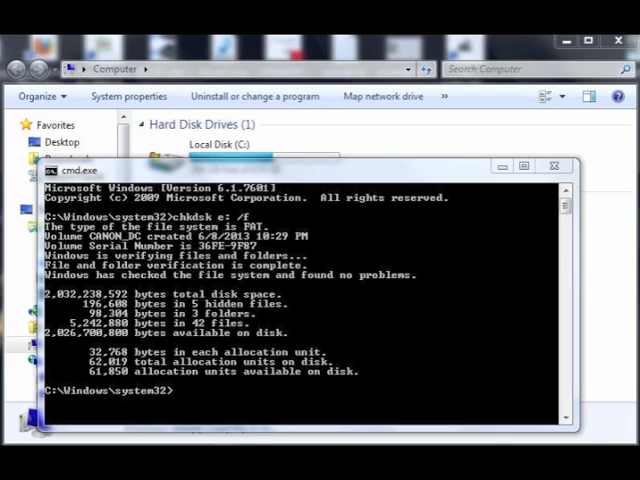 Computer
Search Computer
Organize
System properties
Uninstall or change a program
Map network drive
»
Favorites
Hard Disk Drives (1)
Desktop
Local Disk (C:)
cmd.exe
Microsoft Windows [Version 6.1.7601]
Copyright (c) 2009 Microsoft Corporation.  All rights reserved.
C:\Windows\system32>chkdsk e: /f
The type of the file system is FAT.
Volume CANON_DC created 6/8/2013 10:29 PM
Volume Serial Number is 36FE-9F87
Windows is verifying files and folders...
File and folder verification is complete.
Windows has checked the file system and found no problems.
2,032,238,592 bytes total disk space.
196,608 bytes in 5 hidden files.
98,304 bytes in 3 folders.
5,242,880 bytes in 42 files.
2,026,700,800 bytes available on disk.
32,768 bytes in each allocation unit.
62,019 total allocation units on disk.
61,850 allocation units available on disk.
C:\Windows\system32>